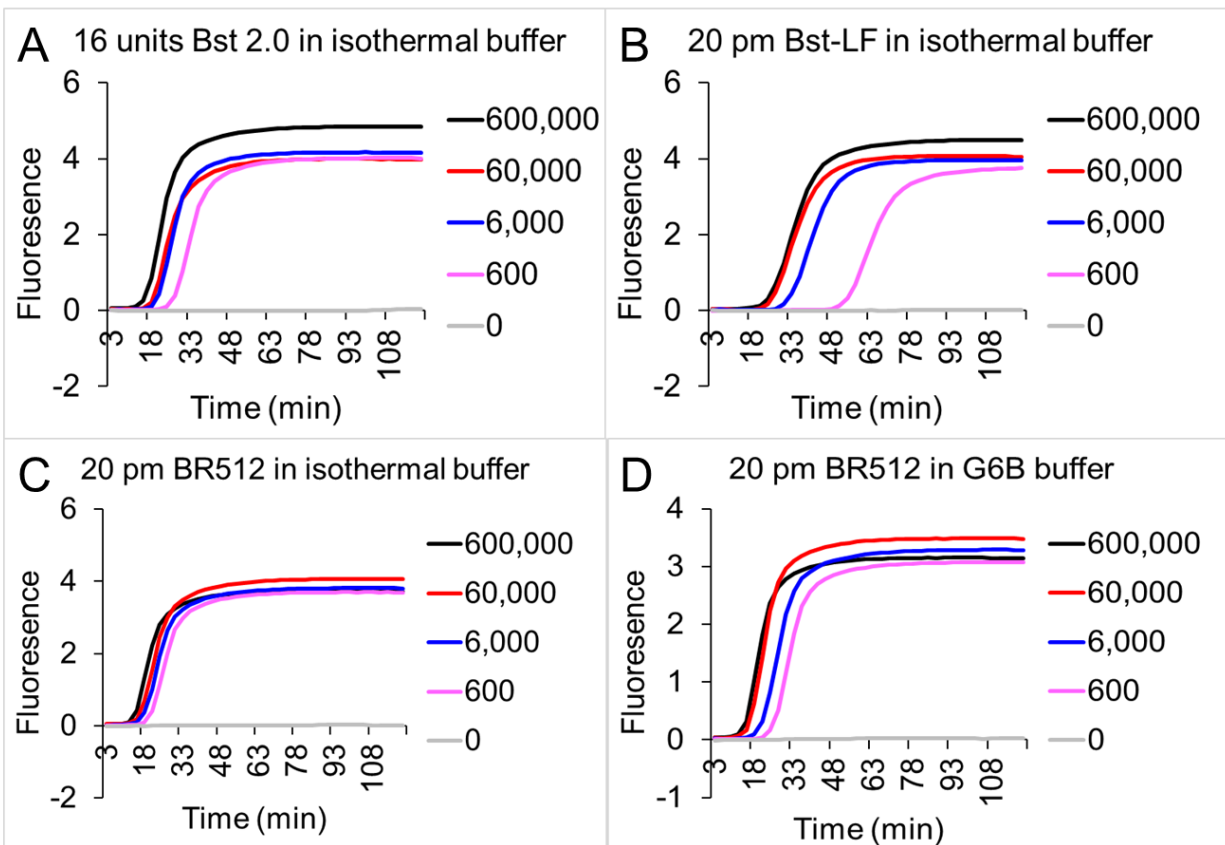 A 16 units Bst 2.0 in isothermal buffer
6
4
2
0
-2
Fluoresence
3 18 33 48 63 78 93 108
Time (min)
600,000
60,000
6,000
600
0
B 20 pm Bst-LF in isothermal buffer
6
4
2
0
-2
Fluoresence
3 18 33 48 63 78 93 108
Time (min)
600,000
60,000
6,000
600
0
C 20 pm BR512 in isothermal buffer
6
4
2
0
-2
Fluoresence
3 18 33 48 63 78 93 108
Time (min)
600,000
60,000
6,000
600
0
D 20 pm BR512 in G6B buffer
4
3
2
1
0
-1
Fluoresence
3 18 33 48 63 78 93 108
Time (min)
600,000
60,000
6,000
600
0